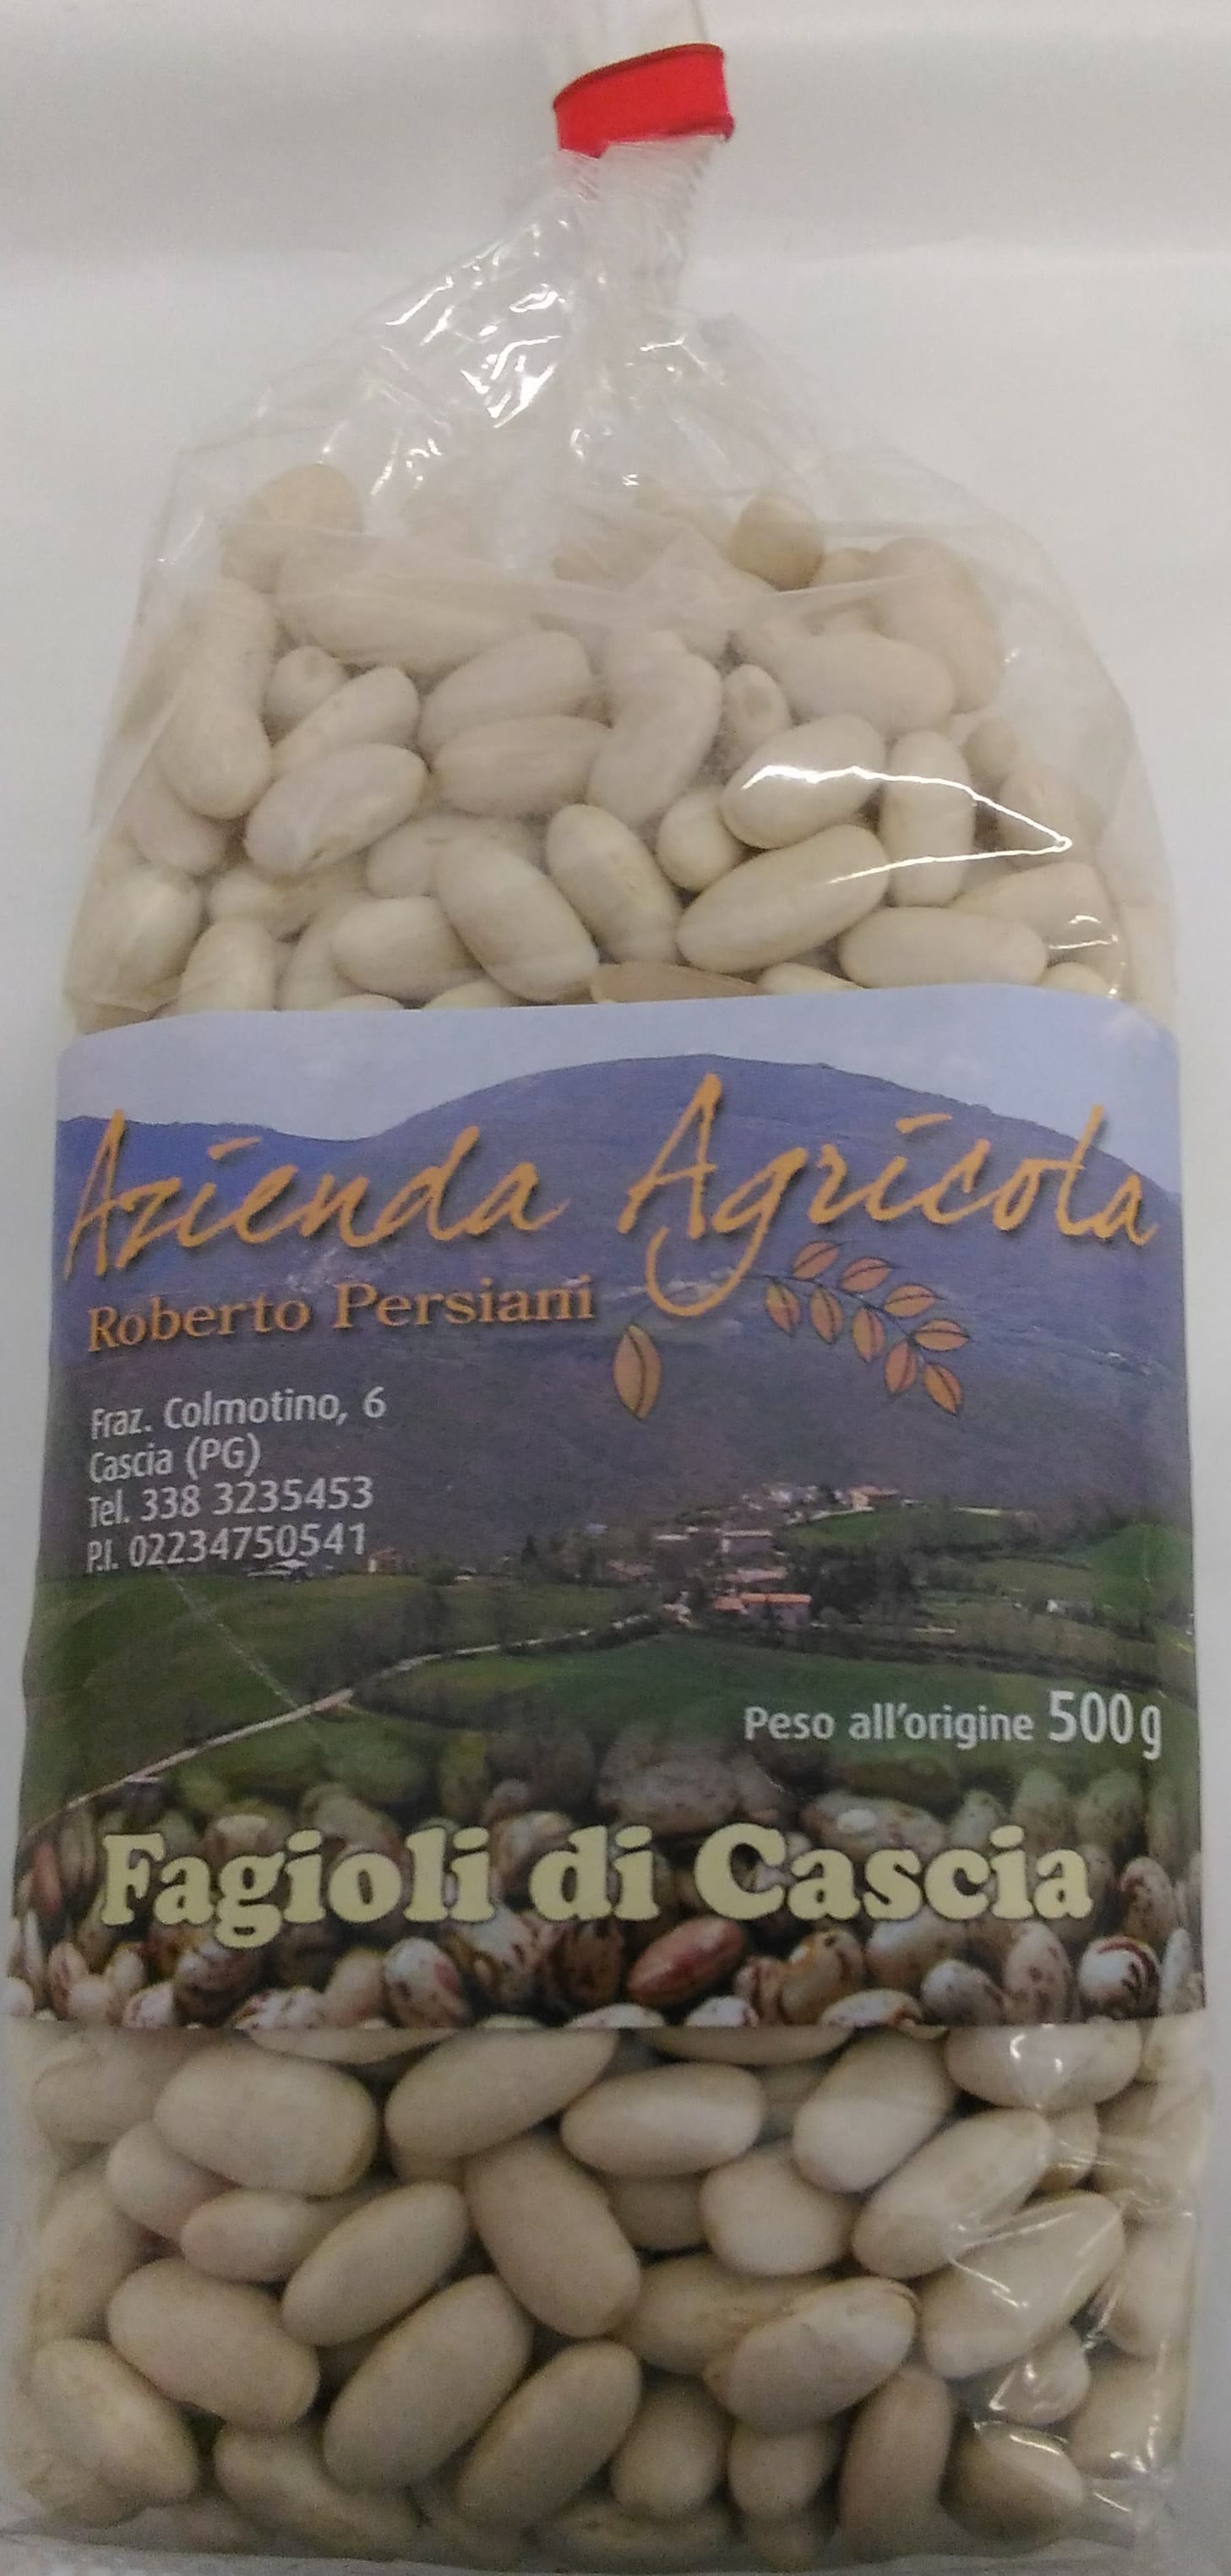 Azienda Agricola
Roberto Persiani
Fraz. Colmotino, 6
Cascia (PG)
Tel. 338 3235453
P.I. 02234750541
Peso all'origine 500 g
Fagioli di Cascia